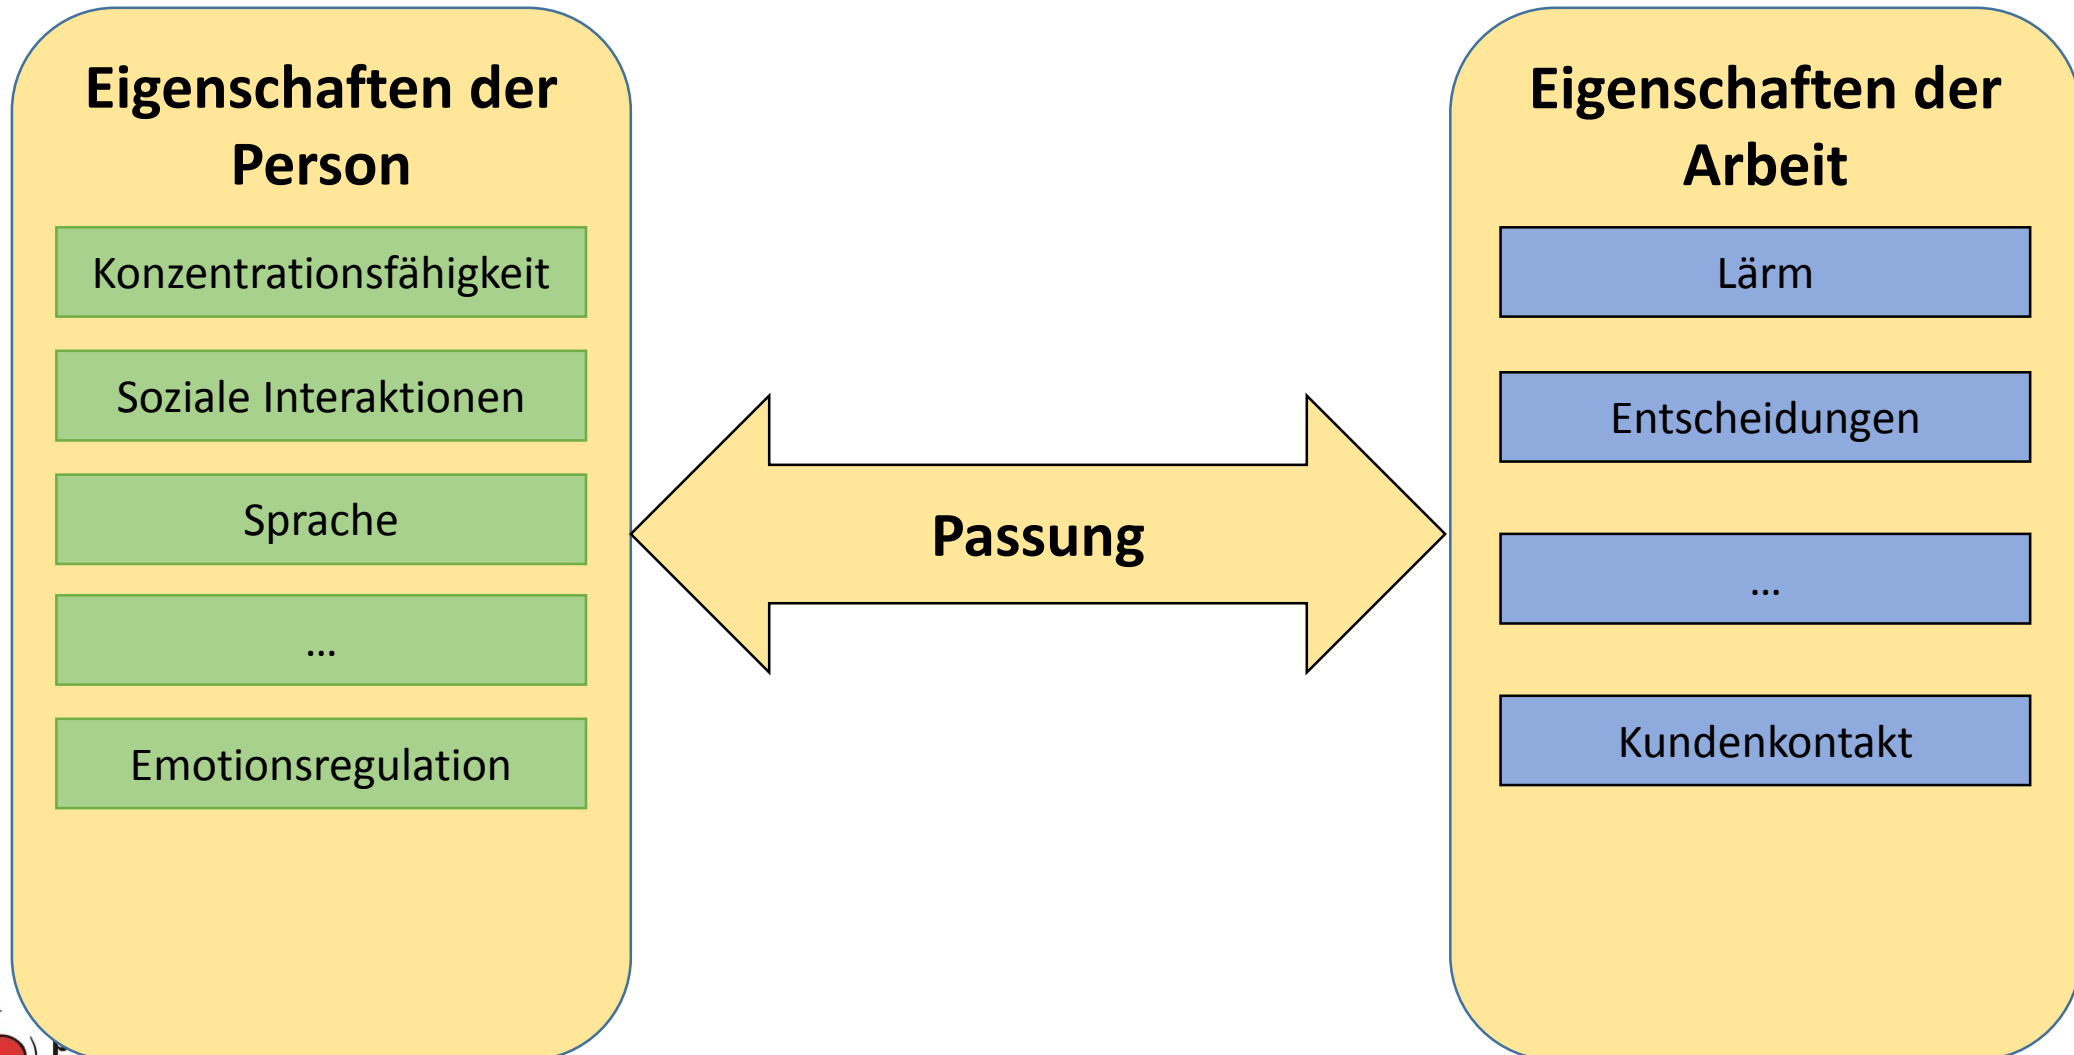 Eigenschaften der
Person
Konzentrationsfähigkeit
Soziale Interaktionen
Sprache
...
Emotionsregulation
Passung
Eigenschaften der
Arbeit
Lärm
Entscheidungen
...
Kundenkontakt